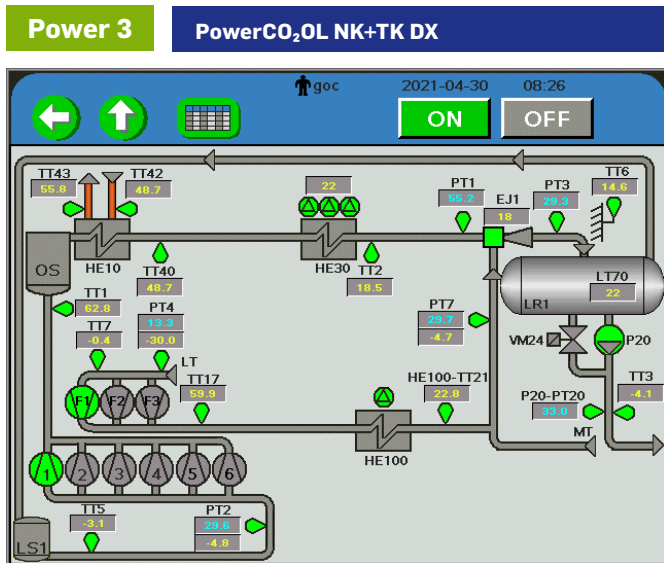 Power 3
PowerCO₂OL NK+TK DX
goc 2021-04-30 08:26
ON OFF
TT43 TT42
55.8 48.7
22
PT1
55.2
EJ1
18
PT3
29.3
TT6
14.6
OS
HE10
TT40
48.7
HE30
TT2
18.5
LT70
22
LR1
TT1
62.8
TT7
-0.4
PT4
13.3
-30.0
LT
PT7
29.7
-4.7
VM24
P20
F1 F2 F3
TT17
59.9
HE100-TT21
22.8
P20-PT20
33.0
TT3
-4.1
MT
HE100
1 2 3 4 5 6
TT5
-3.1
PT2
29.6
-4.8
LS1